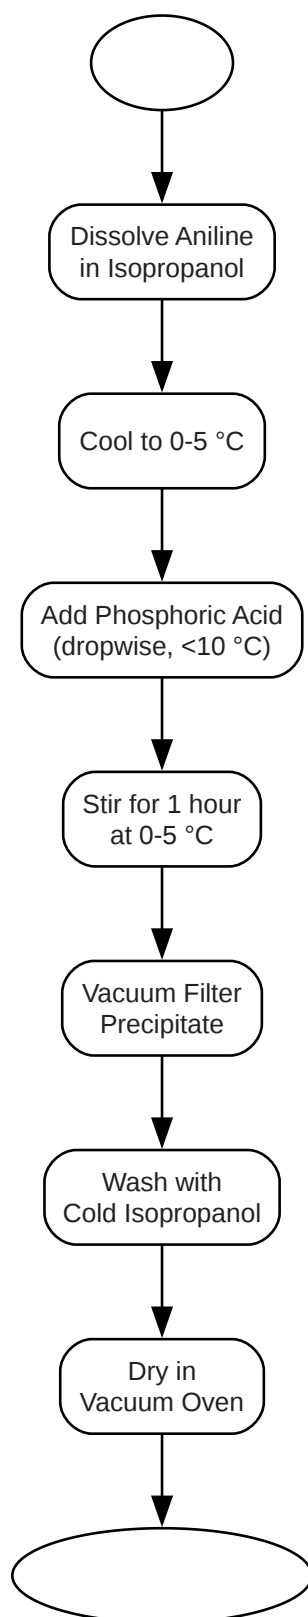 Dissolve Aniline
in Isopropanol
Cool to 0-5 °C
Add Phosphoric Acid
(dropwise, <10 °C)
Stir for 1 hour
at 0-5 °C
Vacuum Filter
Precipitate
Wash with
Cold Isopropanol
Dry in
Vacuum Oven